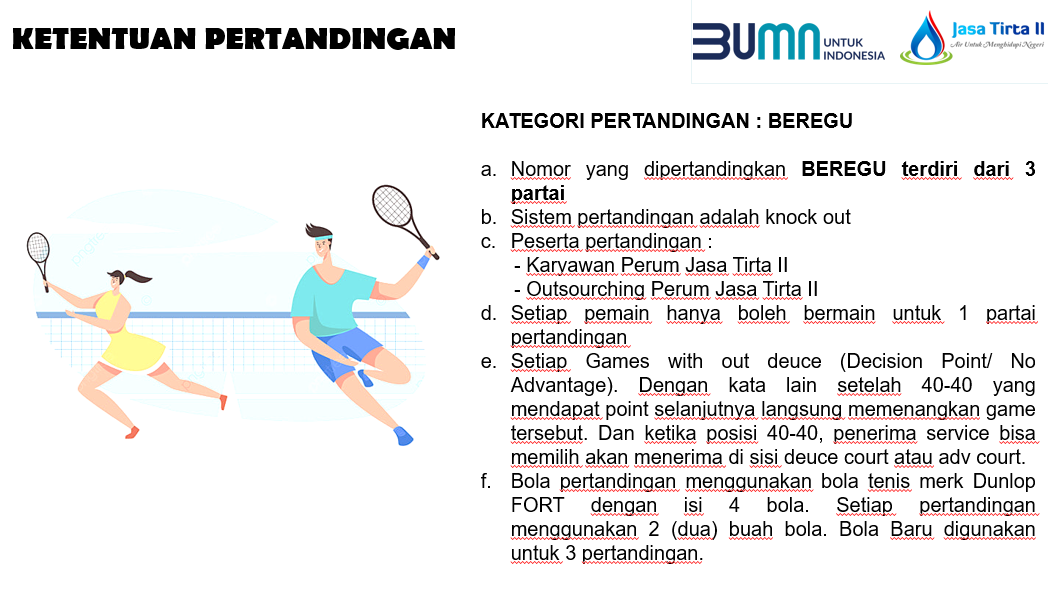 KETENTUAN PERTANDINGAN
BUMN UNTUK
INDONESIA
Jasa Tirta II
Air Untuk Menghidupi Negeri
KATEGORI PERTANDINGAN : BEREGU
a. Nomor yang dipertandingkan BEREGU terdiri dari 3
partai
b. Sistem pertandingan adalah knock out
c. Peserta pertandingan :
- Karyawan Perum Jasa Tirta II
- Outsourching Perum Jasa Tirta II
d. Setiap pemain hanya boleh bermain untuk 1 partai
pertandingan
e. Setiap Games with out deuce (Decision Point/ No
Advantage). Dengan kata lain setelah 40-40 yang
mendapat point selanjutnya langsung memenangkan game
tersebut. Dan ketika posisi 40-40, penerima service bisa
memilih akan menerima di sisi deuce court atau adv court.
f. Bola pertandingan menggunakan bola tenis merk Dunlop
FORT dengan isi 4 bola. Setiap pertandingan
menggunakan 2 (dua) buah bola. Bola Baru digunakan
untuk 3 pertandingan.